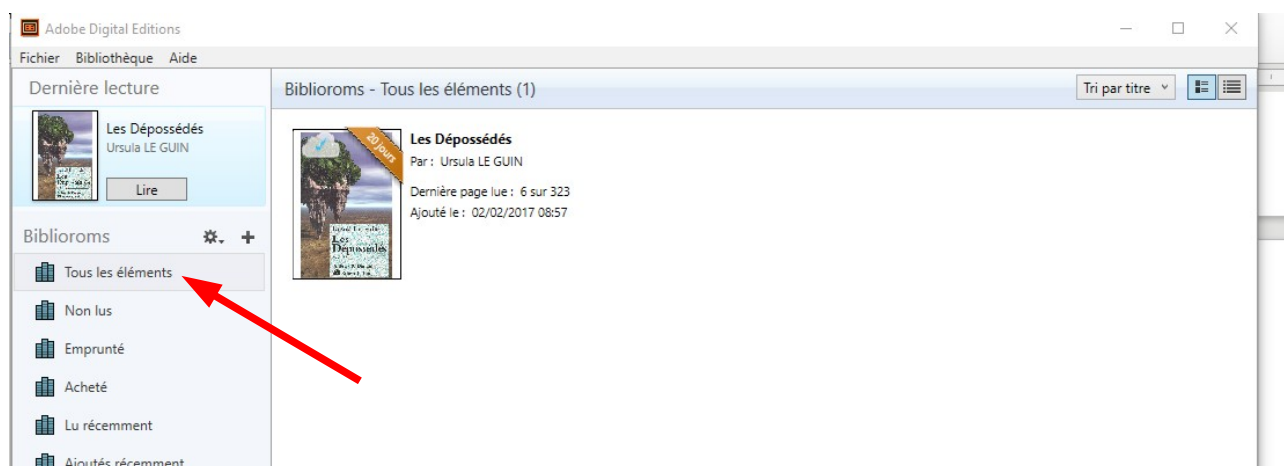 Adobe Digital Editions
Fichier Bibliothèque Aide
Dernière lecture
Les Dépossédés
Ursula LE GUIN
Lire
Biblioroms
Tous les éléments
Non lus
Emprunté
Acheté
Lu récemment
Ajoutés récemment
Biblioroms - Tous les éléments (1)
Tri par titre
20 jours
Les Dépossédés
Les Dépossédés
Par : Ursula LE GUIN
Dernière page lue : 6 sur 323
Ajouté le : 02/02/2017 08:57